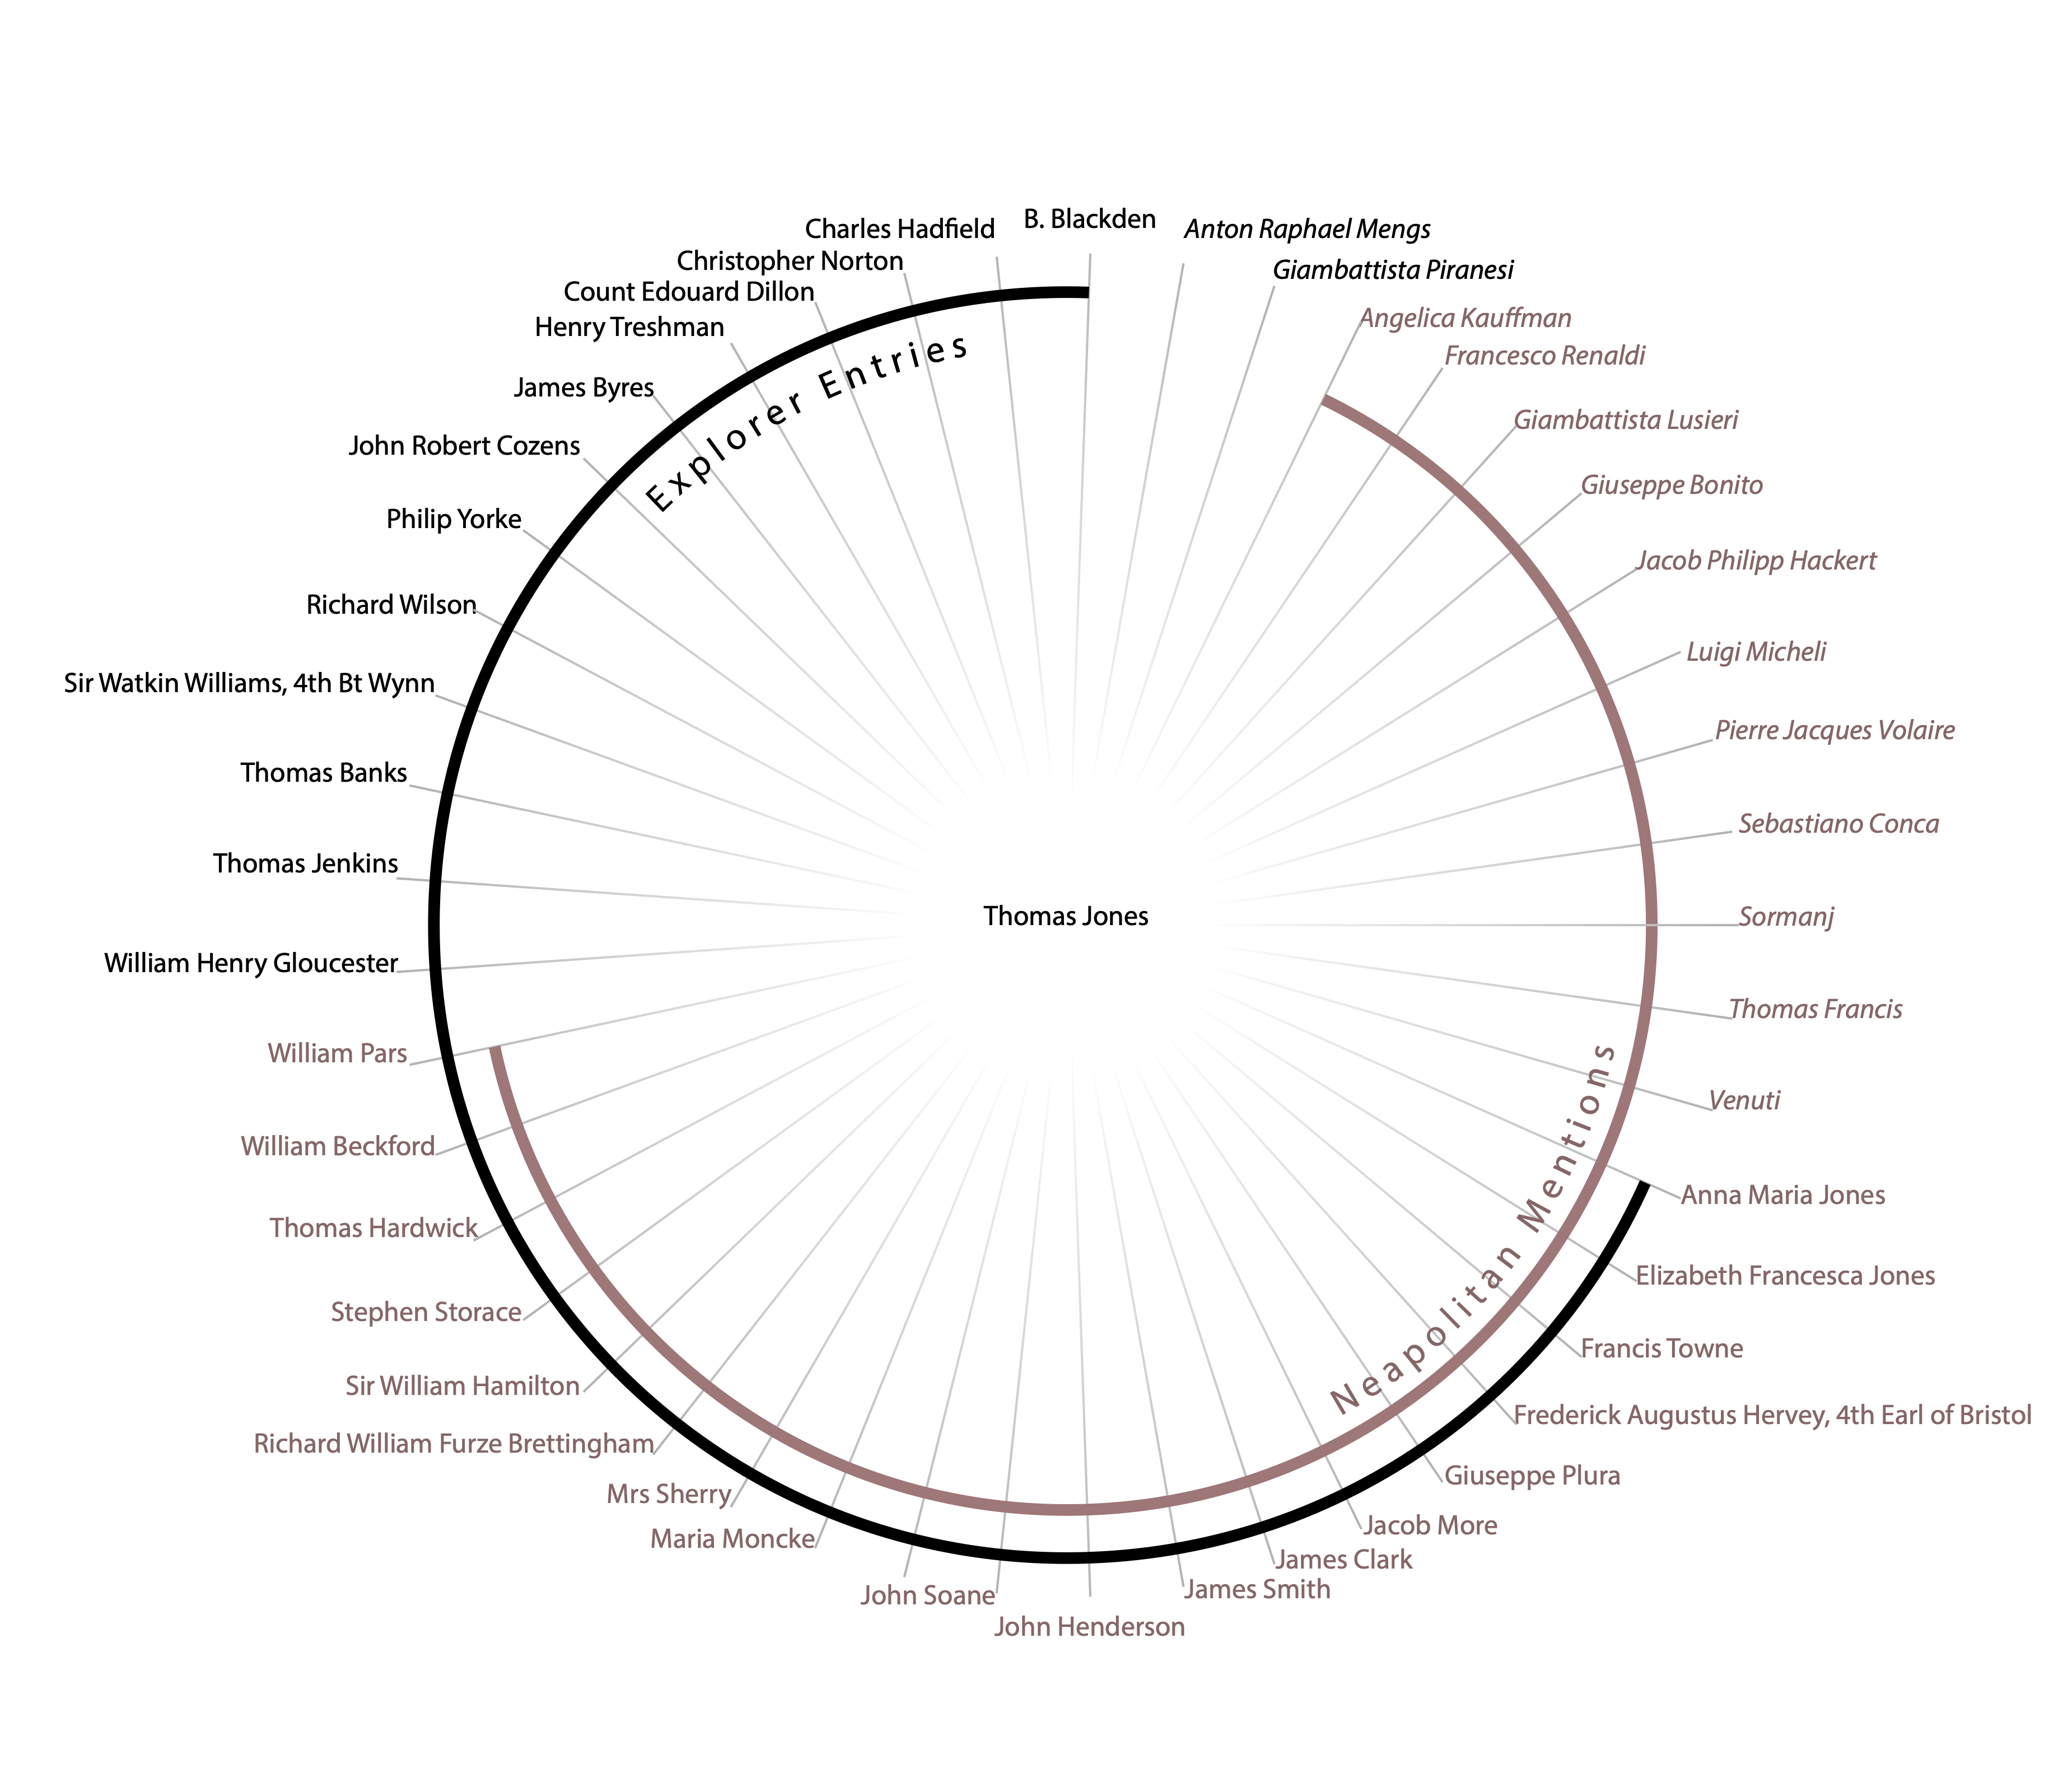 B. Blackden
Anton Raphael Mengs
Giambattista Piranesi
Angelica Kauffman
Francesco Renaldi
Giambattista Lusieri
Giuseppe Bonito
Jacob Philipp Hackert
Luigi Micheli
Pierre Jacques Volaire
Sebastiano Conca
Sormanj
Thomas Francis
Venuti
Anna Maria Jones
Elizabeth Francesca Jones
Francis Towne
Frederick Augustus Hervey, 4th Earl of Bristol
Giuseppe Plura
Jacob More
James Clark
James Smith
John Henderson
John Soane
Maria Moncke
Mrs Sherry
Richard William Furze Brettingham
Sir William Hamilton
Stephen Storace
Thomas Hardwick
William Beckford
William Pars
William Henry Gloucester
Thomas Jenkins
Thomas Banks
Sir Watkin Williams, 4th Bt Wynn
Richard Wilson
Philip Yorke
John Robert Cozens
James Byres
Henry Treshman
Count Edouard Dillon
Christopher Norton
Charles Hadfield
Explorer Entries
Thomas Jones
Neapolitan Mentions